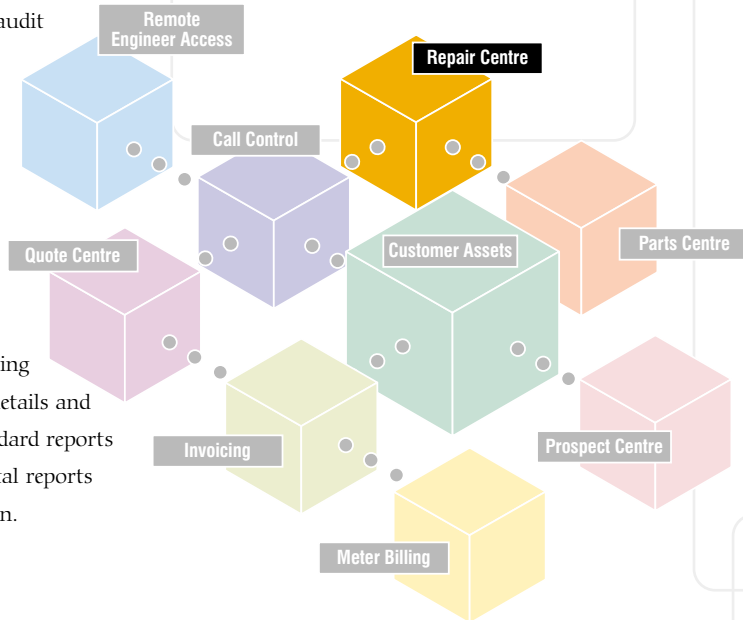 audit
Remote
Engineer Access
Repair Centre
Call Control
Quote Centre
Customer Assets
Parts Centre
ing
etails and
dard reports
tal reports
n.
Invoicing
Prospect Centre
Meter Billing